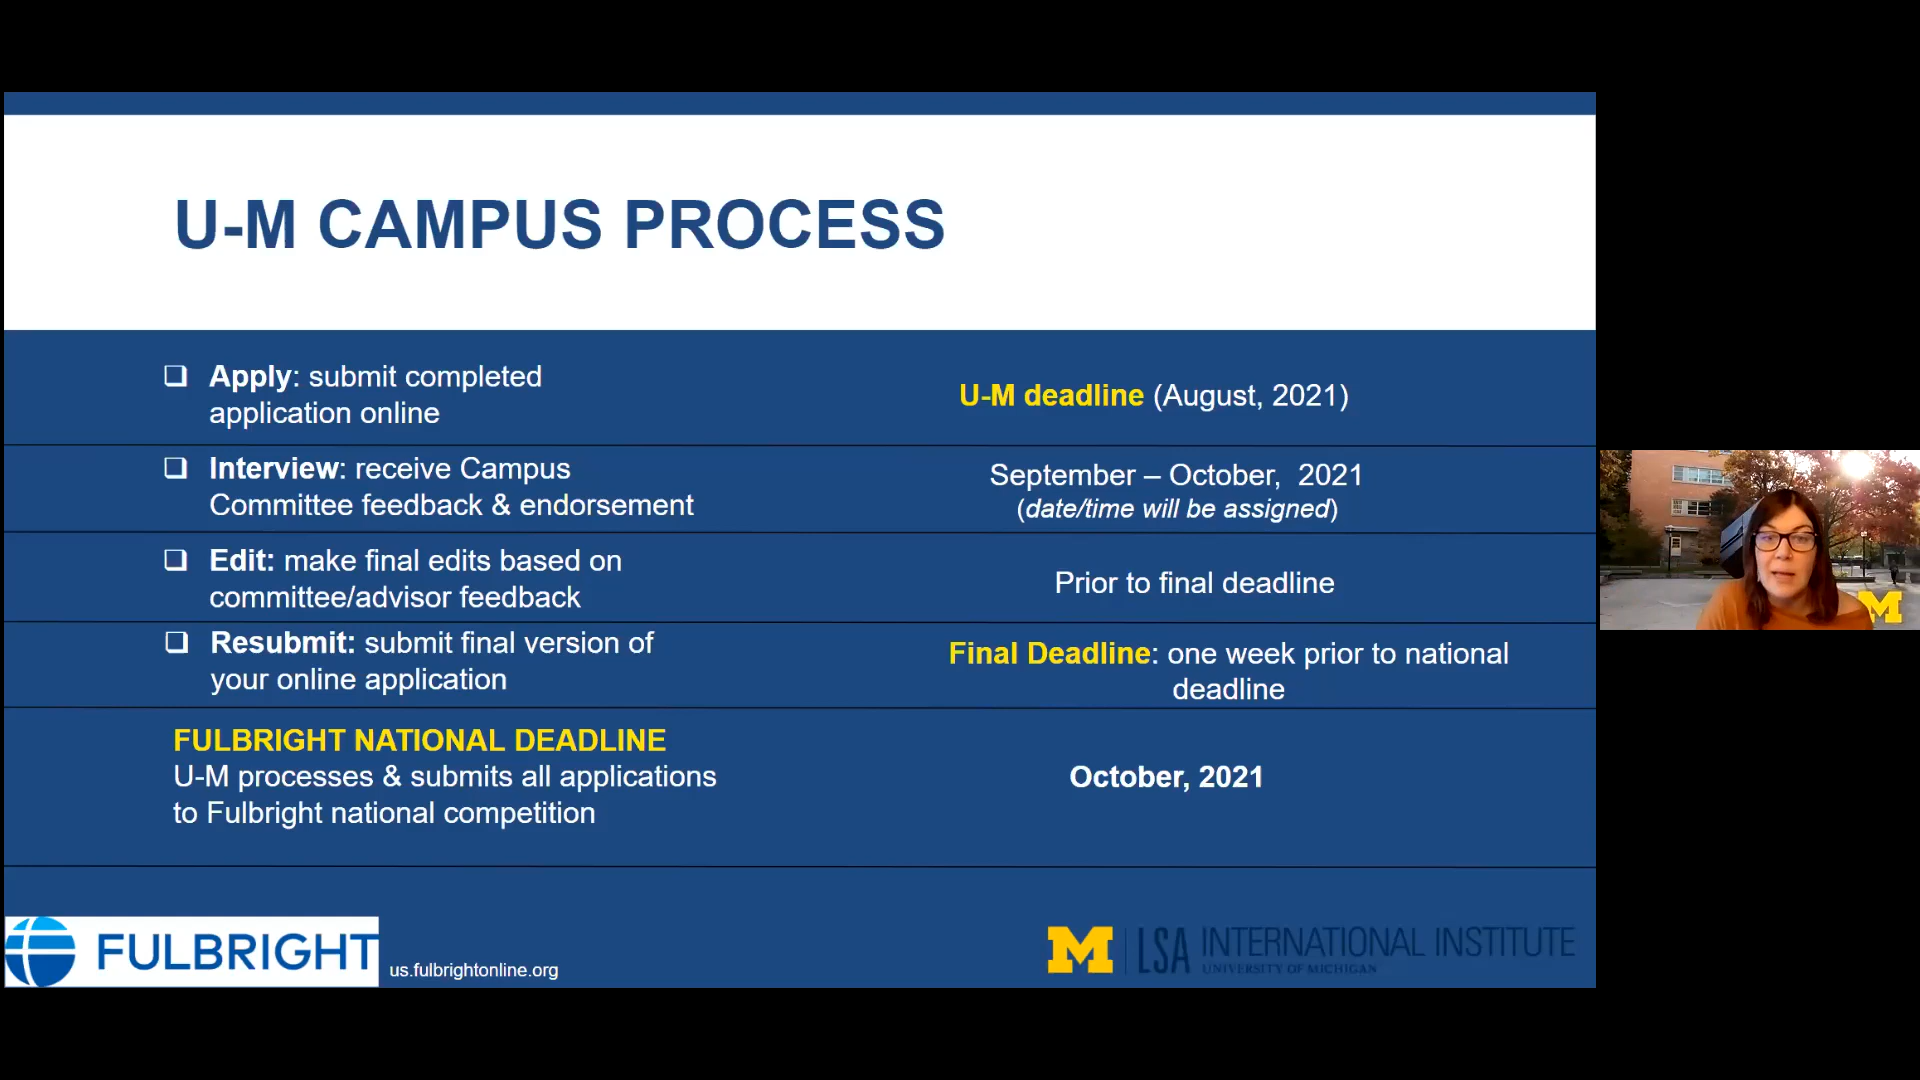 U-M CAMPUS PROCESS
❑ Apply: submit completed
application online
U-M deadline (August, 2021)
❑ Interview: receive Campus
Committee feedback & endorsement
September – October, 2021
(date/time will be assigned)
❑ Edit: make final edits based on
committee/advisor feedback
Prior to final deadline
❑ Resubmit: submit final version of
your online application
Final Deadline: one week prior to national
deadline
FULBRIGHT NATIONAL DEADLINE
U-M processes & submits all applications
to Fulbright national competition
October, 2021
FULBRIGHT
us.fulbrightonline.org
M LSA INTERNATIONAL INSTITUTE
UNIVERSITY OF MICHIGAN
M